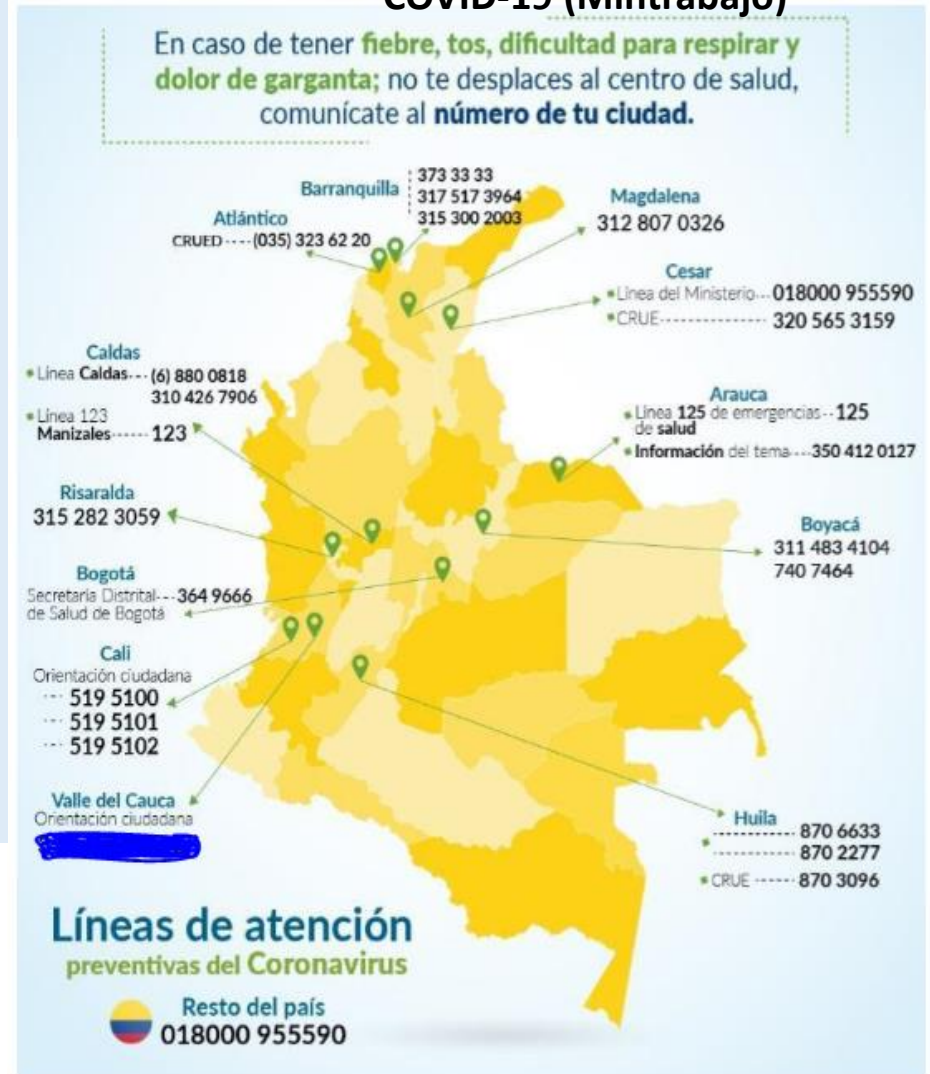 COVID-19 (Mintrabajo)
En caso de tener fiebre, tos, dificultad para respirar y
dolor de garganta; no te desplaces al centro de salud,
comunícate al número de tu ciudad.
Barranquilla
373 33 33
317 517 3964
315 300 2003
Atlántico
CRUED ---- (035) 323 62 20
Magdalena
312 807 0326
Cesar
Línea del Ministerio--- 018000 955590
CRUE------------- 320 565 3159
Caldas
Línea Caldas--- (6) 880 0818
310 426 7906
Línea 123
Manizales------ 123
Arauca
Línea 125 de emergencias-- 125
de salud
Información del tema---- 350 412 0127
Risaralda
315 282 3059
Boyacá
311 483 4104
740 7464
Bogotá
Secretaría Distrital--- 364 9666
de Salud de Bogotá
Cali
Orientación ciudadana
--- 519 5100
--- 519 5101
--- 519 5102
Valle del Cauca
Orientación ciudadana
Huila
------------ 870 6633
------------ 870 2277
CRUE ------ 870 3096
Líneas de atención
preventivas del Coronavirus
Resto del país
018000 955590